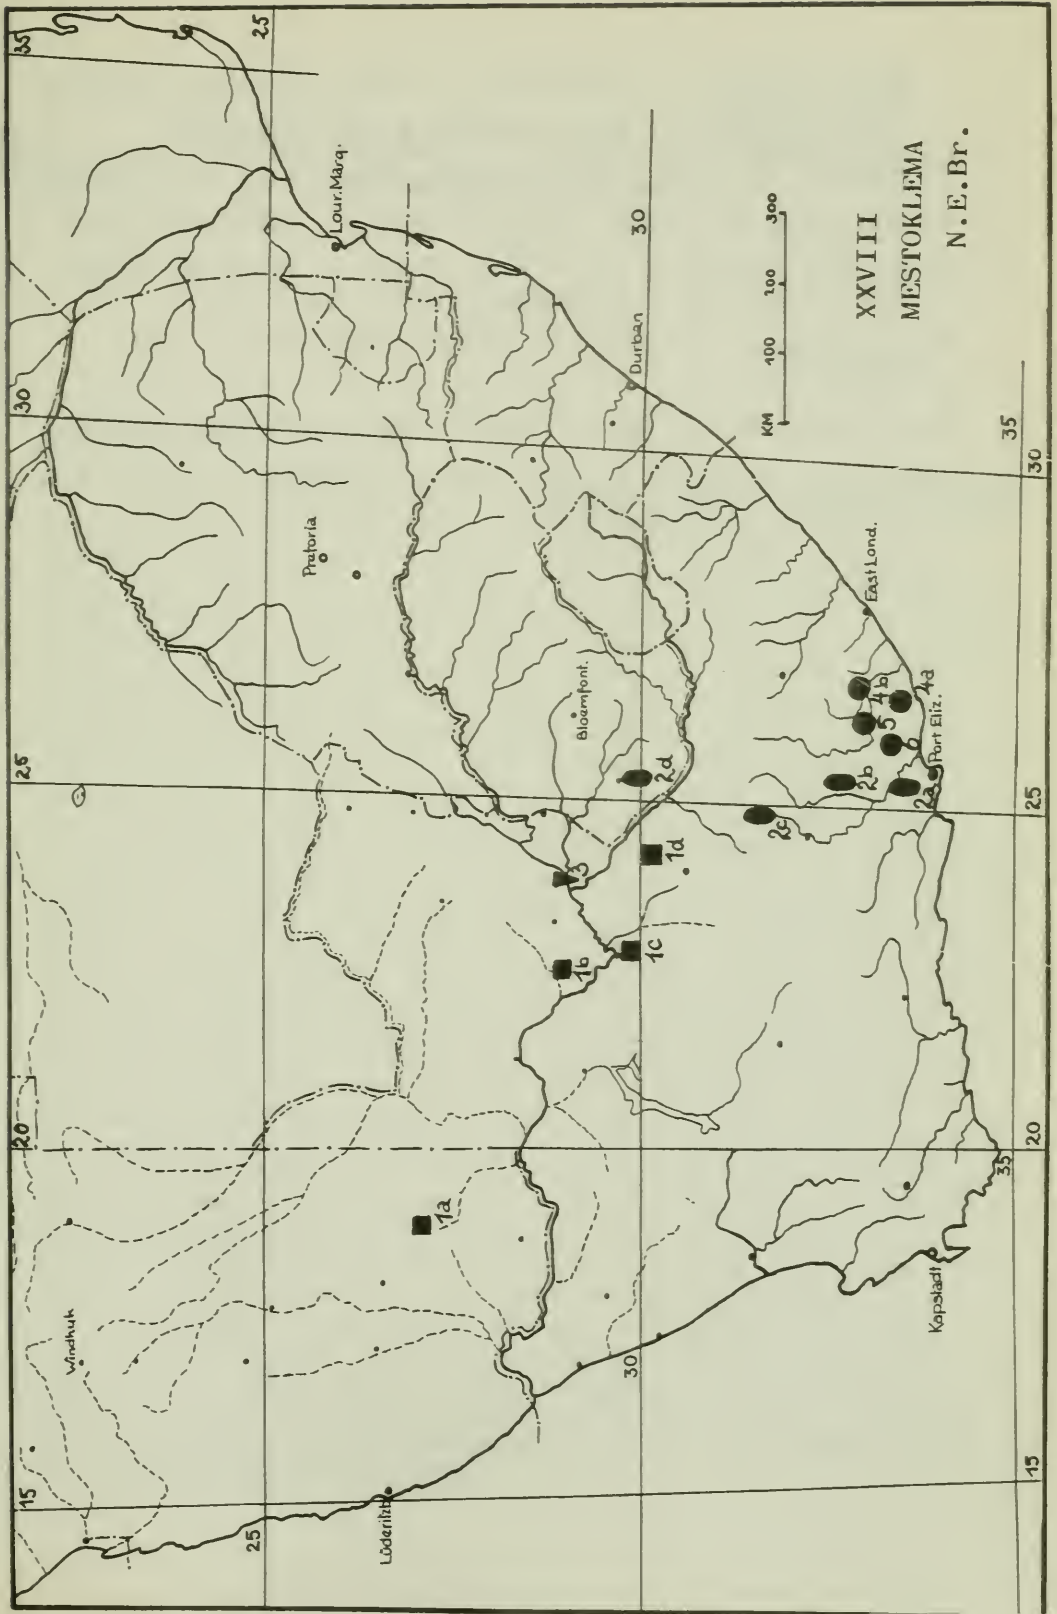 15
20
25
30
35
25
Windhuk
Pretoria
Lour.Marq.
25
Lüderitzb.
1a
1b
3
1c
1d
2d
Bloemfont.
Durban
30
30
2c
2b
2a
5
6
4b
4a
East Lond.
Port Eliz.
Kapstadt
KM 100 200 300
XXVIII
MESTOKLEMA
N.E.Br.
35
35
15
20
25
30